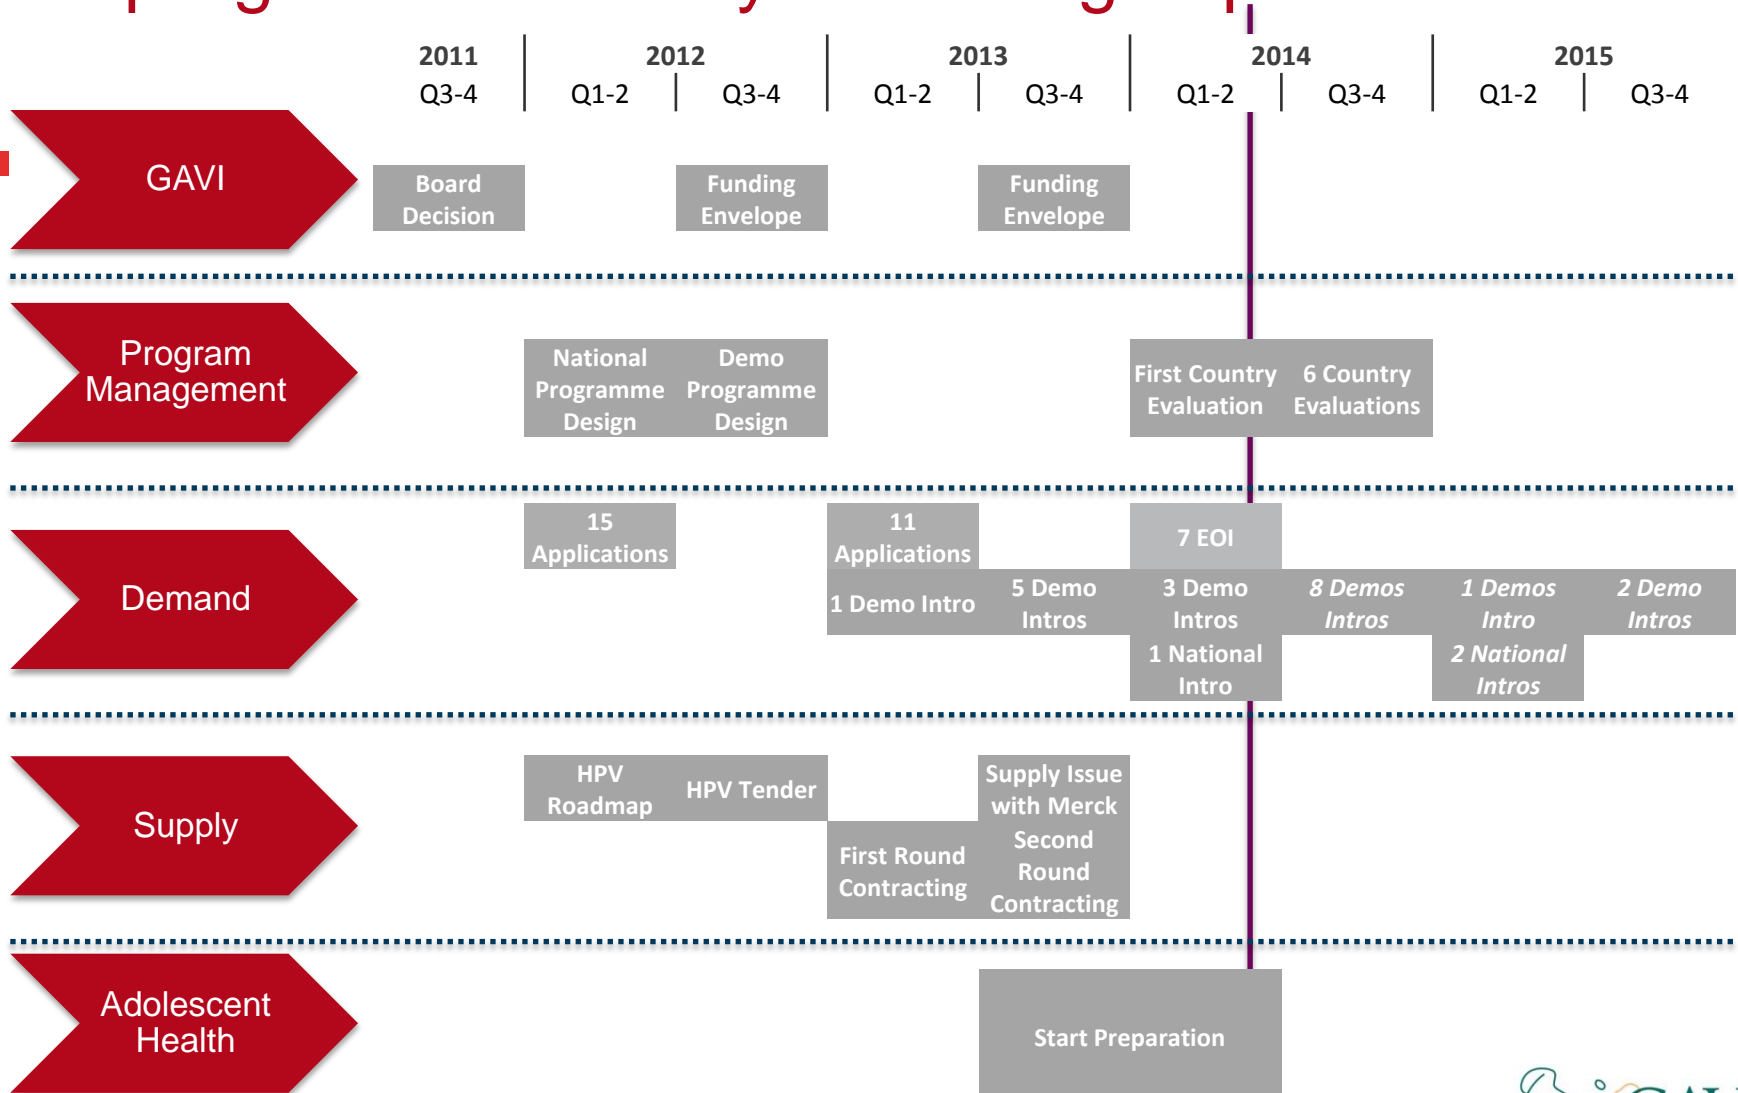 2011 2012 2013 2014 2015
Q3-4 Q1-2 Q3-4 Q1-2 Q3-4 Q1-2 Q3-4 Q1-2 Q3-4
GAVI
Board
Decision
Funding
Envelope
Funding
Envelope
Program
Management
National
Programme
Design
Demo
Programme
Design
First Country
Evaluation
6 Country
Evaluations
Demand
15
Applications
11
Applications
7 EOI
1 Demo Intro
5 Demo
Intros
3 Demo
Intros
8 Demos
Intros
1 Demos
Intro
2 Demo
Intros
1 National
Intro
2 National
Intros
Supply
HPV
Roadmap
HPV Tender
Supply Issue
with Merck
First Round
Contracting
Second
Round
Contracting
Adolescent
Health
Start Preparation